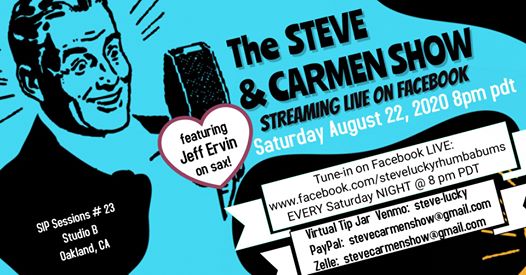 The STEVE
& CARMEN SHOW
STREAMING LIVE ON FACEBOOK
Saturday August 22, 2020 8pm pdt
featuring
Jeff Ervin
on sax!
Tune-in on Facebook LIVE:
www.facebook.com/steveluckyrhumbabums
EVERY Saturday NIGHT @ 8 pm PDT
Virtual Tip Jar Venmo: steve-lucky
PayPal: stevecarmenshow@gmail.com
Zelle: stevecarmenshow@gmail.com
SIP Sessions # 23
Studio B
Oakland, CA